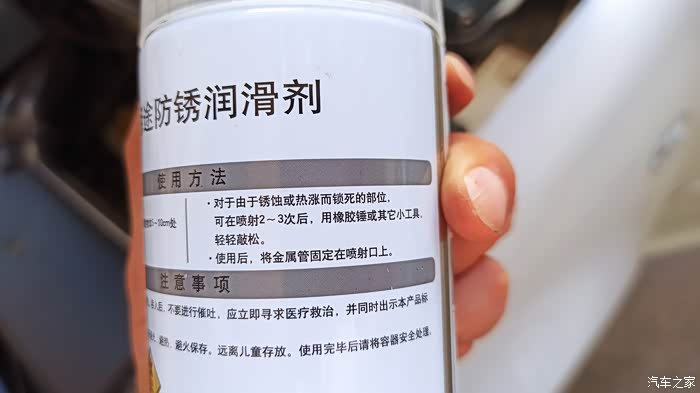 途防锈润滑剂
使用方法
·对于由于锈蚀或热涨而锁死的部位，
可在喷射2～3次后，用橡胶锤或其它小工具，
轻轻敲松。
10cm处
·使用后，将金属管固定在喷射口上。
注意事项
后，不要进行催吐，应立即寻求医疗救治，并同时出示本产品标
避火保存。远离儿童存放。使用完毕后请将容器安全处理，
汽车之家